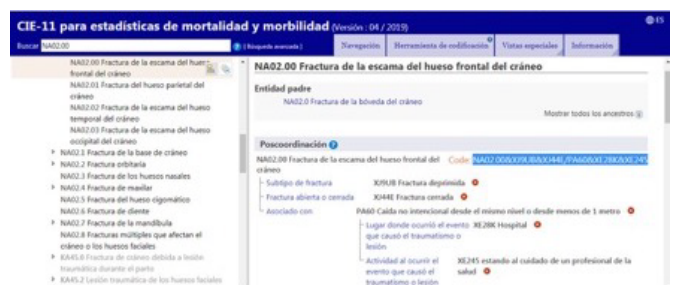 CIE-11 para estadísticas de mortalidad y morbilidad (Versión : 04 / 2019)
ES
Buscar NA02.00 [ Búsqueda avanzada ] Navegación Herramienta de codificación Vistas especiales Información
NA02.00 Fractura de la escama del hueso
frontal del cráneo
NA02.01 Fractura del hueso parietal del
cráneo
NA02.02 Fractura de la escama del hueso
temporal del cráneo
NA02.03 Fractura de la escama del hueso
occipital del cráneo
NA02.1 Fractura de la base de cráneo
NA02.2 Fractura orbitaria
NA02.3 Fractura de los huesos nasales
NA02.4 Fractura de maxilar
NA02.5 Fractura del hueso cigomático
NA02.6 Fractura de diente
NA02.7 Fractura de la mandíbula
NA02.8 Fracturas múltiples que afectan el
cráneo o los huesos faciales
KA45.6 Fractura de cráneo debida a lesión
traumática durante el parto
KA45.2 Lesión traumática de los huesos faciales
NA02.00 Fractura de la escama del hueso frontal del cráneo
Entidad padre
NA02.0 Fractura de la bóveda del cráneo
Mostrar todos los ancestros
Poscoordinación
NA02.00 Fractura de la escama del hueso frontal del Code: NA02.00&XJ9UB&XJ44E/PA60&XE28K&XE245
cráneo
Subtipo de fractura XJ9UB Fractura deprimida
Fractura abierta o cerrada XJ44E Fractura cerrada
Asociado con PA60 Caída no intencional desde el mismo nivel o desde menos de 1 metro
Lugar donde ocurrió el evento XE28K Hospital
que causó el traumatismo o
lesión
Actividad al ocurrir el XE245 estando al cuidado de un profesional de la
evento que causó el salud
traumatismo o lesión